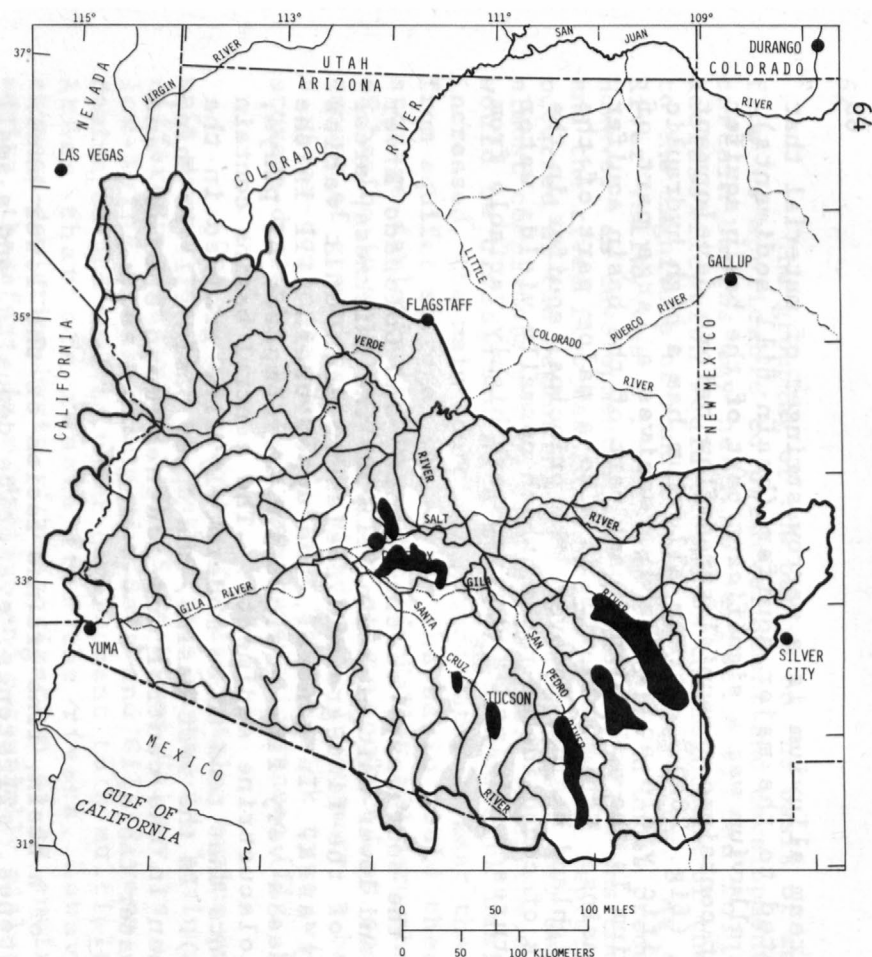 115°
113°
111°
109°
64
37°
UTAH
ARIZONA
NEVADA
VIRGIN RIVER
SAN JUAN
RIVER
DURANGO
COLORADO
LAS VEGAS
COLORADO RIVER
LITTLE
COLORADO
RIVER
PUERCO RIVER
GALLUP
35°
FLAGSTAFF
CALIFORNIA
VERDE
RIVER
NEW MEXICO
SALT
RIVER
33°
GILA RIVER
GILA
RIVER
YUMA
SANTA
CRUZ
RIVER
SAN PEDRO
RIVER
TUCSON
SILVER
CITY
MEXICO
GULF OF
CALIFORNIA
31°
0 50 100 MILES
0 50 100 KILOMETERS